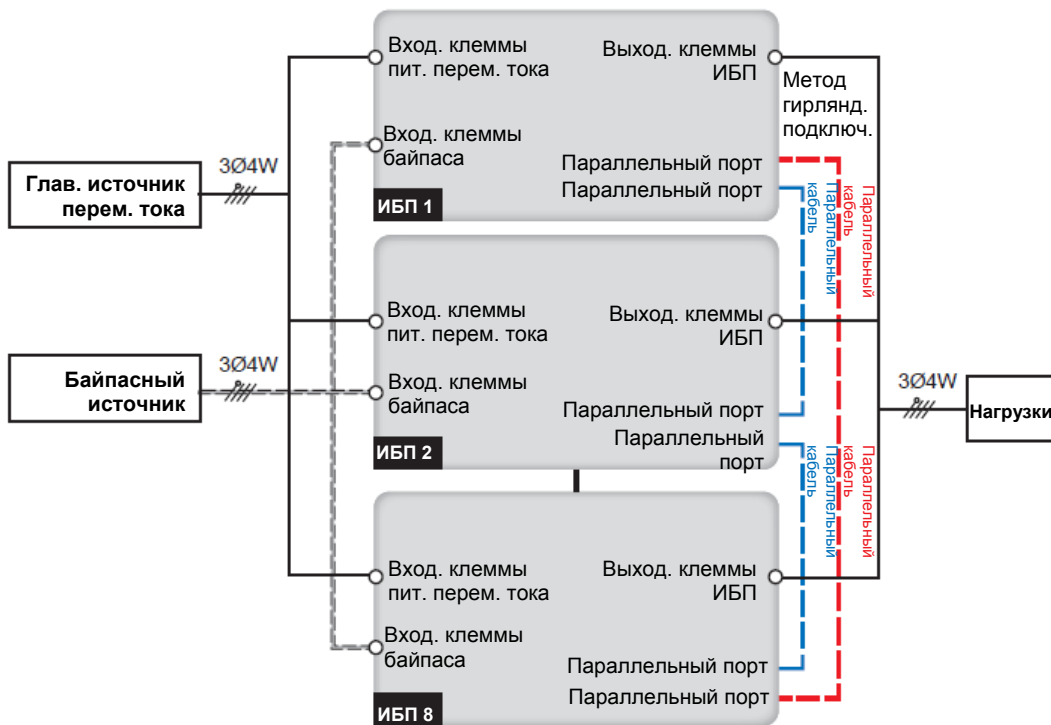 Вход. клеммы
пит. перем. тока
Выход. клеммы
ИБП
Метод
гирлянд.
подключ.
Вход. клеммы
байпаса
Параллельный порт
Параллельный порт
ИБП 1
3Ø4W
Глав. источник
перем. тока
Параллельный
кабель
Параллельный
кабель
Вход. клеммы
пит. перем. тока
Выход. клеммы
ИБП
3Ø4W
Байпасный
источник
Вход. клеммы
байпаса
Параллельный порт
Параллельный
порт
ИБП 2
3Ø4W
Нагрузки
Параллельный
кабель
Параллельный
кабель
Вход. клеммы
пит. перем. тока
Выход. клеммы
ИБП
Вход. клеммы
байпаса
Параллельный порт
Параллельный порт
ИБП 8